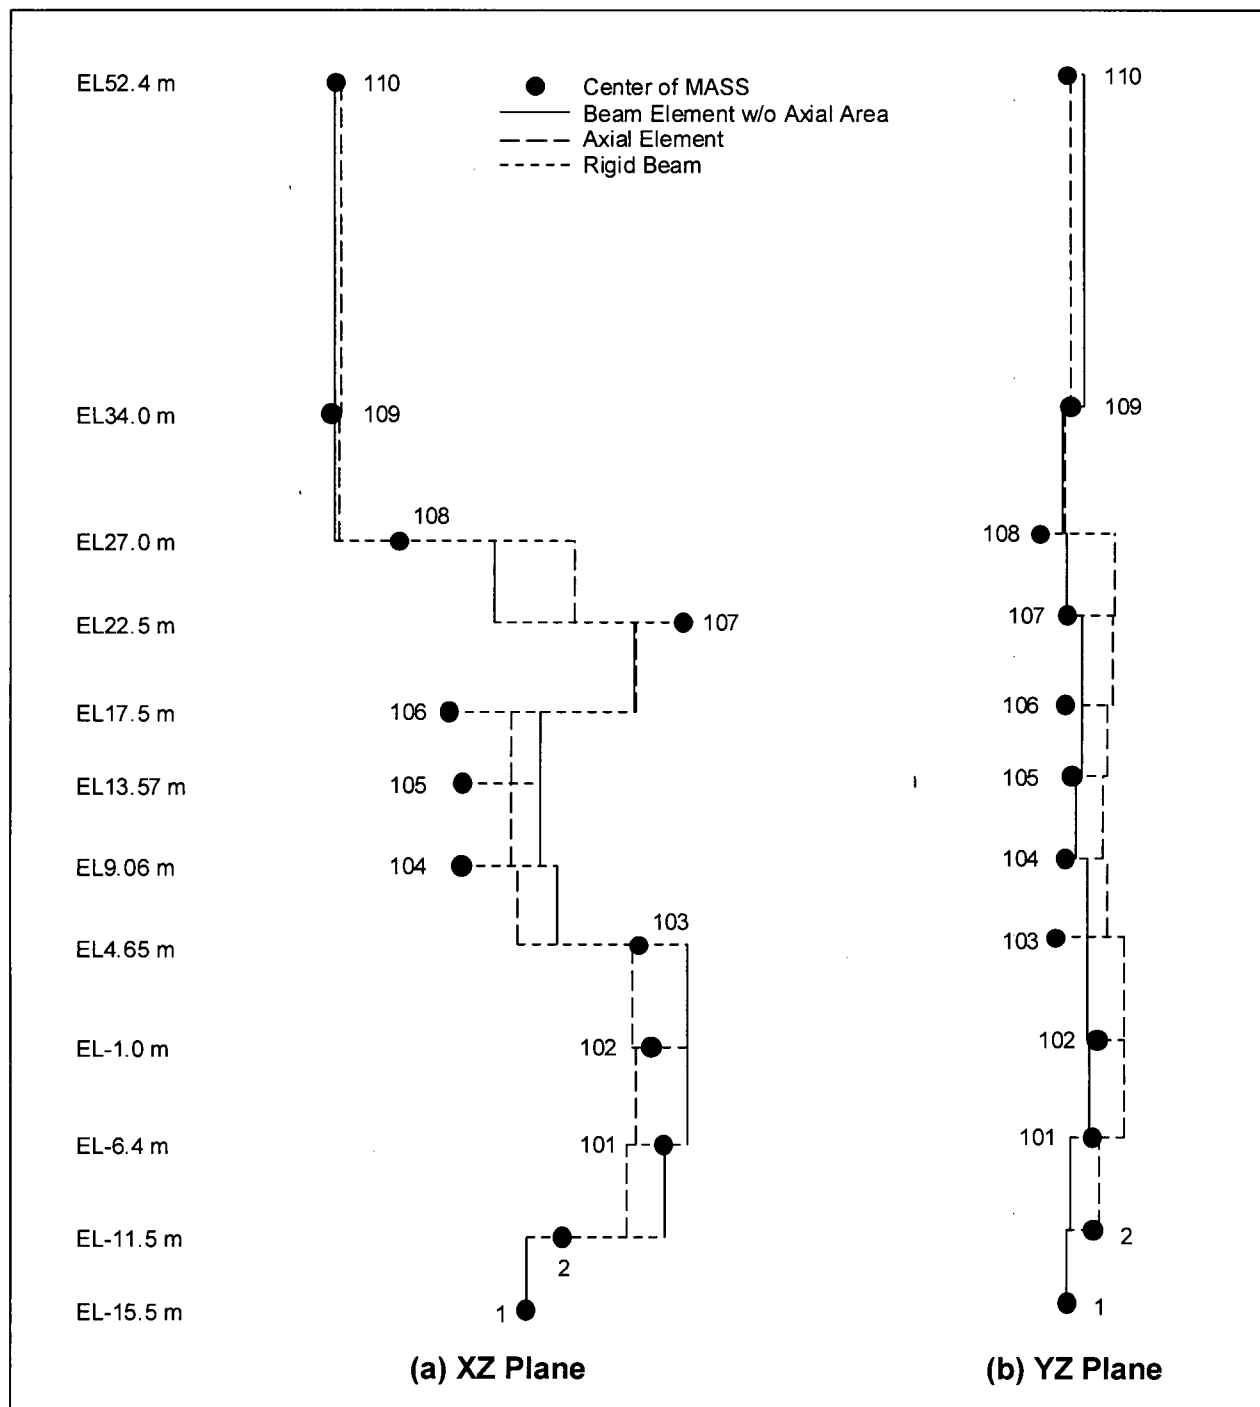 EL52.4 m
110
Center of MASS
Beam Element w/o Axial Area
Axial Element
Rigid Beam
110
EL34.0 m
109
109
EL27.0 m
108
108
EL22.5 m
107
107
EL17.5 m
106
106
EL13.57 m
105
105
EL9.06 m
104
104
EL4.65 m
103
103
EL-1.0 m
102
102
EL-6.4 m
101
101
EL-11.5 m
2
2
EL-15.5 m
1
1
(a) XZ Plane
(b) YZ Plane